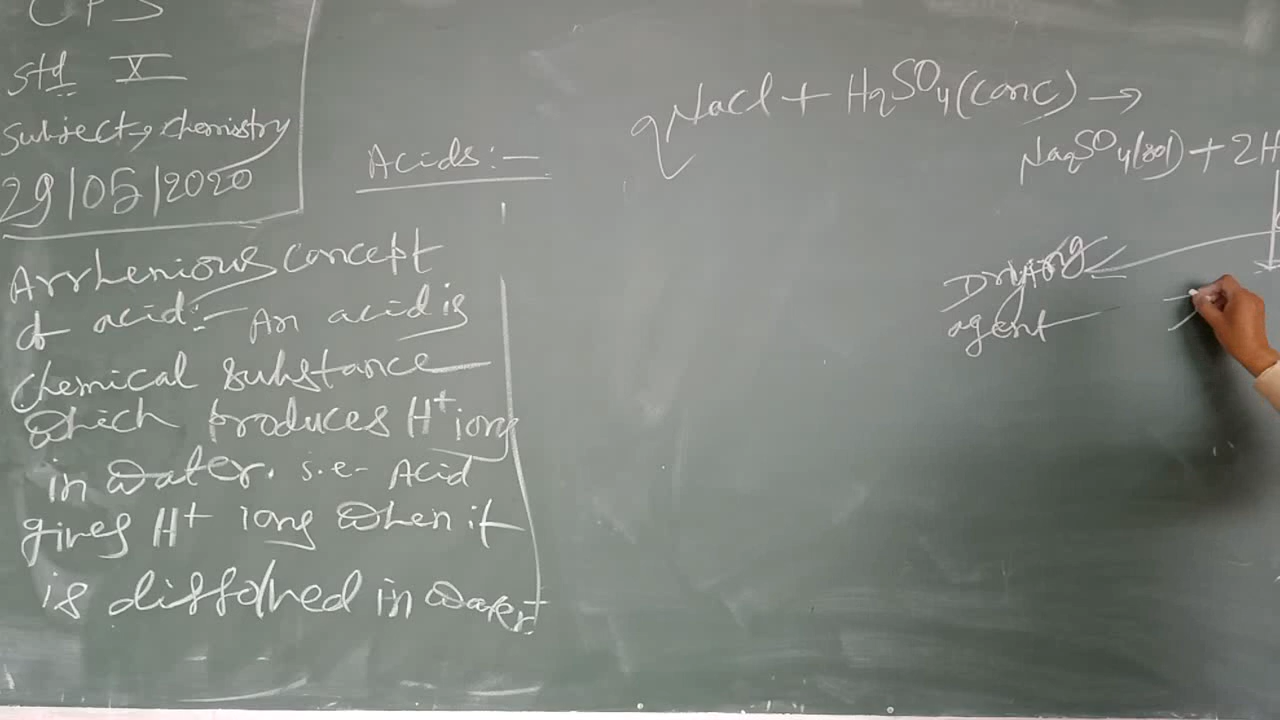 CPS
Std X
Subject → Chemistry
29/05/2020
Acids :-
Arrhenious concept
of acid :- An acid is
chemical substance
which produces H+ ions
in water. i.e- Acid
gives H+ ions when it
is dissolved in water
2NaCl + H2SO4(conc) →
Na2SO4(sol) + 2H
Drying
agent